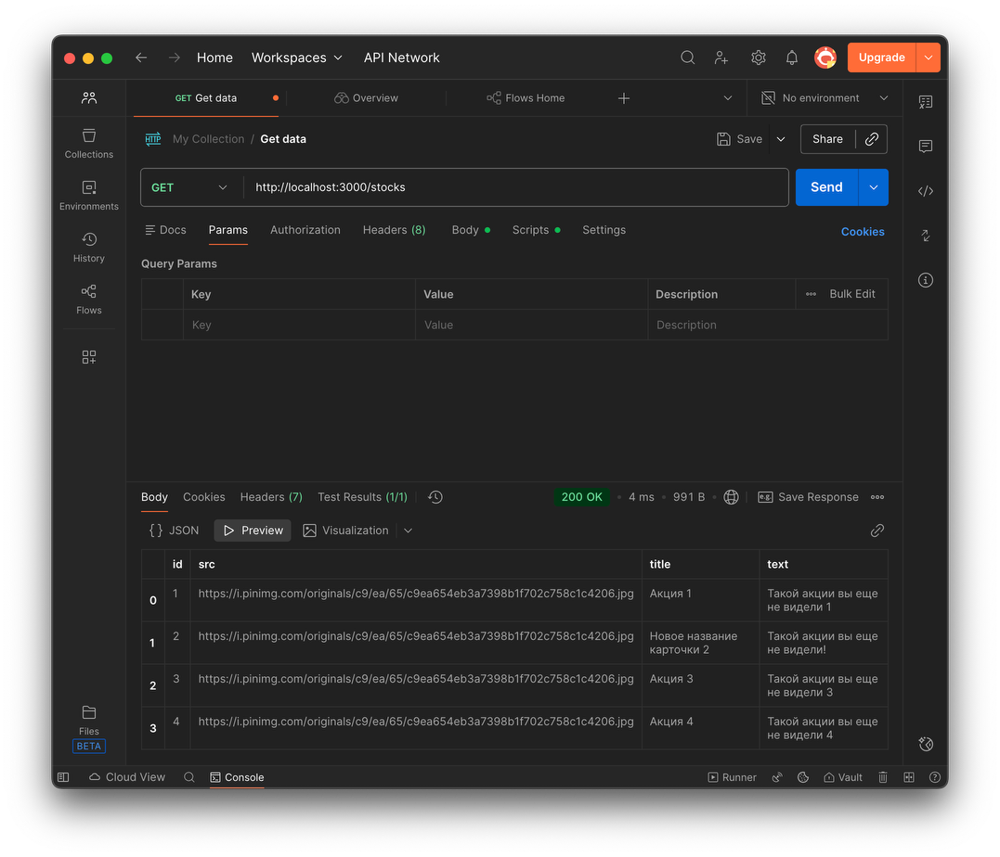 Home Workspaces API Network Upgrade
GET Get data Overview Flows Home No environment
HTTP My Collection / Get data Save Share
Collections
GET http://localhost:3000/stocks Send
Environments
Docs Params Authorization Headers (8) Body Scripts Settings Cookies
History
Query Params
Key Value Description Bulk Edit
Flows
Key Value Description
Body Cookies Headers (7) Test Results (1/1) 200 OK 4 ms 991 B e.g. Save Response
{ } JSON Preview Visualization
id src title text
0 1 https://i.pinimg.com/originals/c9/ea/65/c9ea654eb3a7398b1f702c758c1c4206.jpg Акция 1 Такой акции вы еще
не видели 1
1 2 https://i.pinimg.com/originals/c9/ea/65/c9ea654eb3a7398b1f702c758c1c4206.jpg Новое название Такой акции вы еще
карточки 2 не видели!
2 3 https://i.pinimg.com/originals/c9/ea/65/c9ea654eb3a7398b1f702c758c1c4206.jpg Акция 3 Такой акции вы еще
не видели 3
3 4 https://i.pinimg.com/originals/c9/ea/65/c9ea654eb3a7398b1f702c758c1c4206.jpg Акция 4 Такой акции вы еще
не видели 4
Files
BETA
Cloud View Console Runner Vault